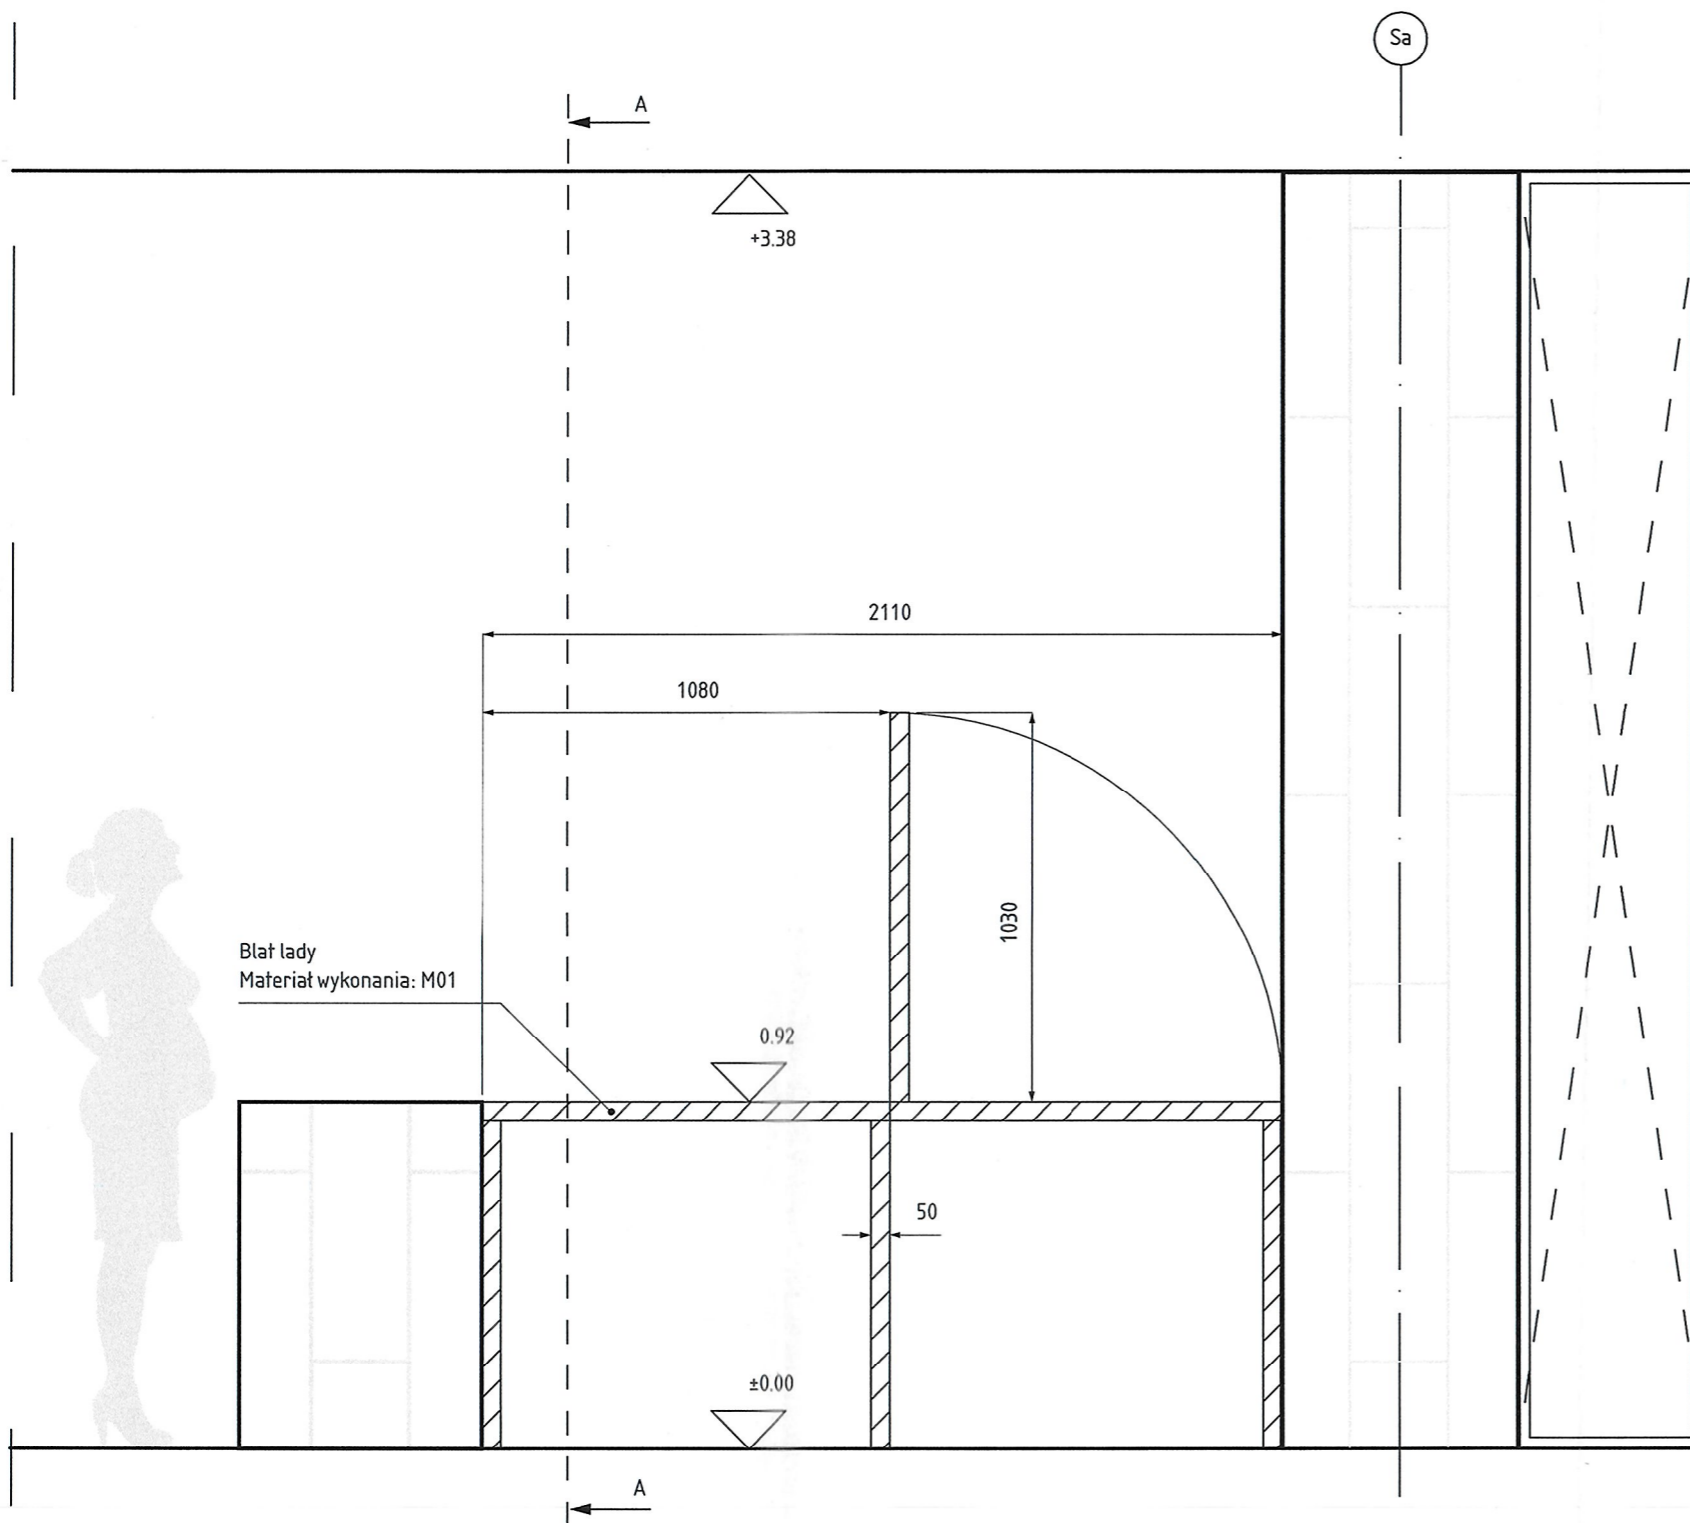 Sa
A
+3.38
2110
1080
1030
Blat lady
Materiał wykonania: M01
0.92
50
±0.00
A